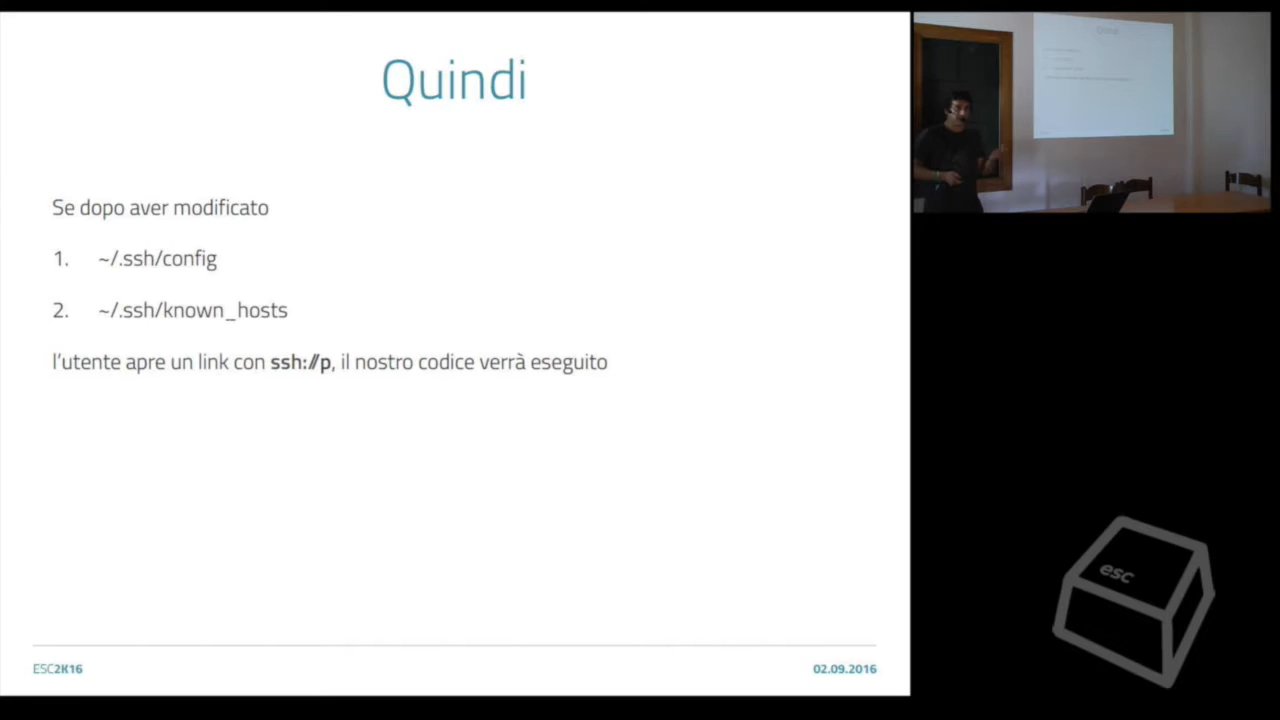 Quindi
Se dopo aver modificato
1. ~/.ssh/config
2. ~/.ssh/known_hosts
l'utente apre un link con ssh://p, il nostro codice verrà eseguito
ESC2K16
02.09.2016
esc